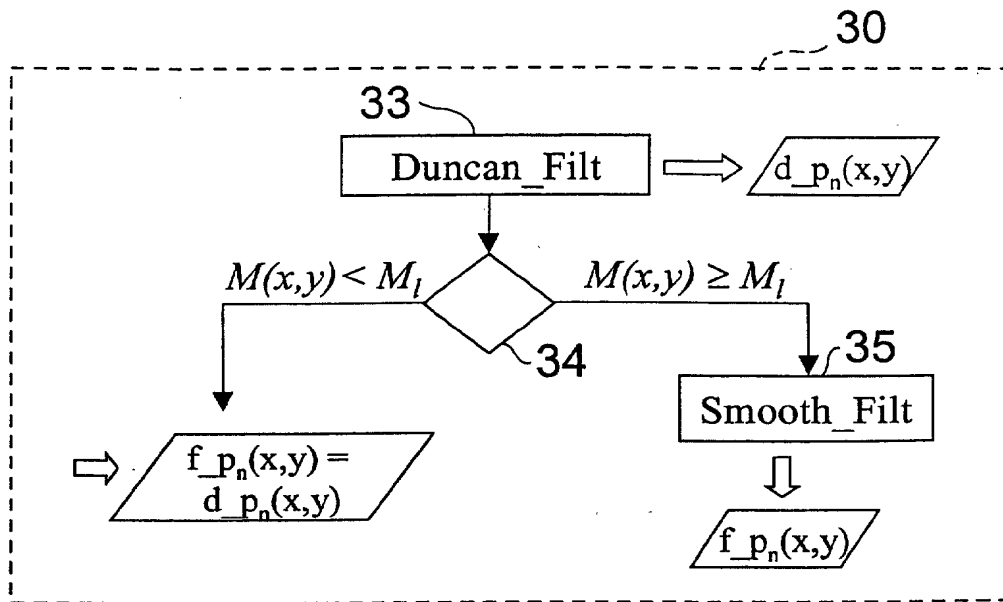 30
33
Duncan_Filt
d_pₙ(x,y)
M(x,y) < Mₗ
M(x,y) ≥ Mₗ
34
35
Smooth_Filt
f_pₙ(x,y) =
d_pₙ(x,y)
f_pₙ(x,y)